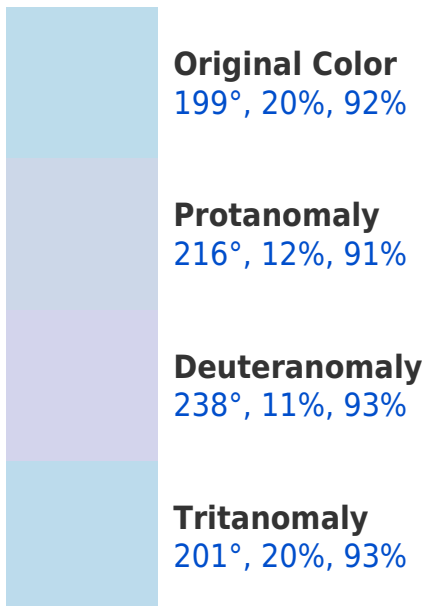 Original Color
199°, 20%, 92%
Protanomaly
216°, 12%, 91%
Deuteranomaly
238°, 11%, 93%
Tritanomaly
201°, 20%, 93%